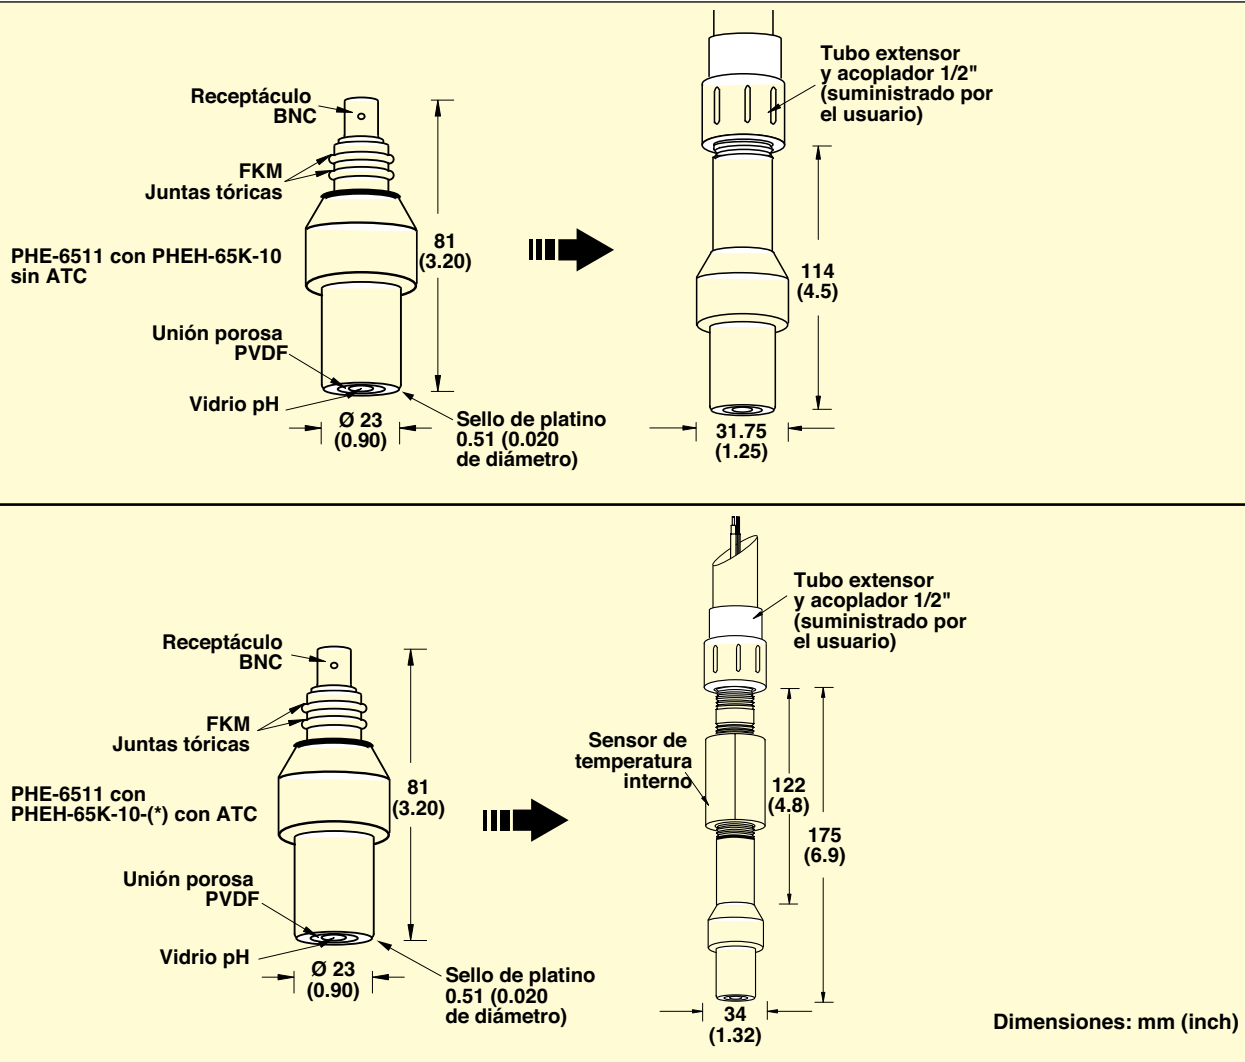 Receptáculo
BNC
FKM
Juntas tóricas
PHE-6511 con PHEH-65K-10
sin ATC
Unión porosa
PVDF
Vidrio pH
81
(3.20)
Ø 23
(0.90)
Sello de platino
0.51 (0.020
de diámetro)
Tubo extensor
y acoplador 1/2"
(suministrado por
el usuario)
114
(4.5)
31.75
(1.25)
Receptáculo
BNC
FKM
Juntas tóricas
PHE-6511 con
PHEH-65K-10-(*) con ATC
Unión porosa
PVDF
Vidrio pH
81
(3.20)
Ø 23
(0.90)
Sello de platino
0.51 (0.020
de diámetro)
Tubo extensor
y acoplador 1/2"
(suministrado por
el usuario)
Sensor de
temperatura
interno
122
(4.8)
175
(6.9)
34
(1.32)
Dimensiones: mm (inch)